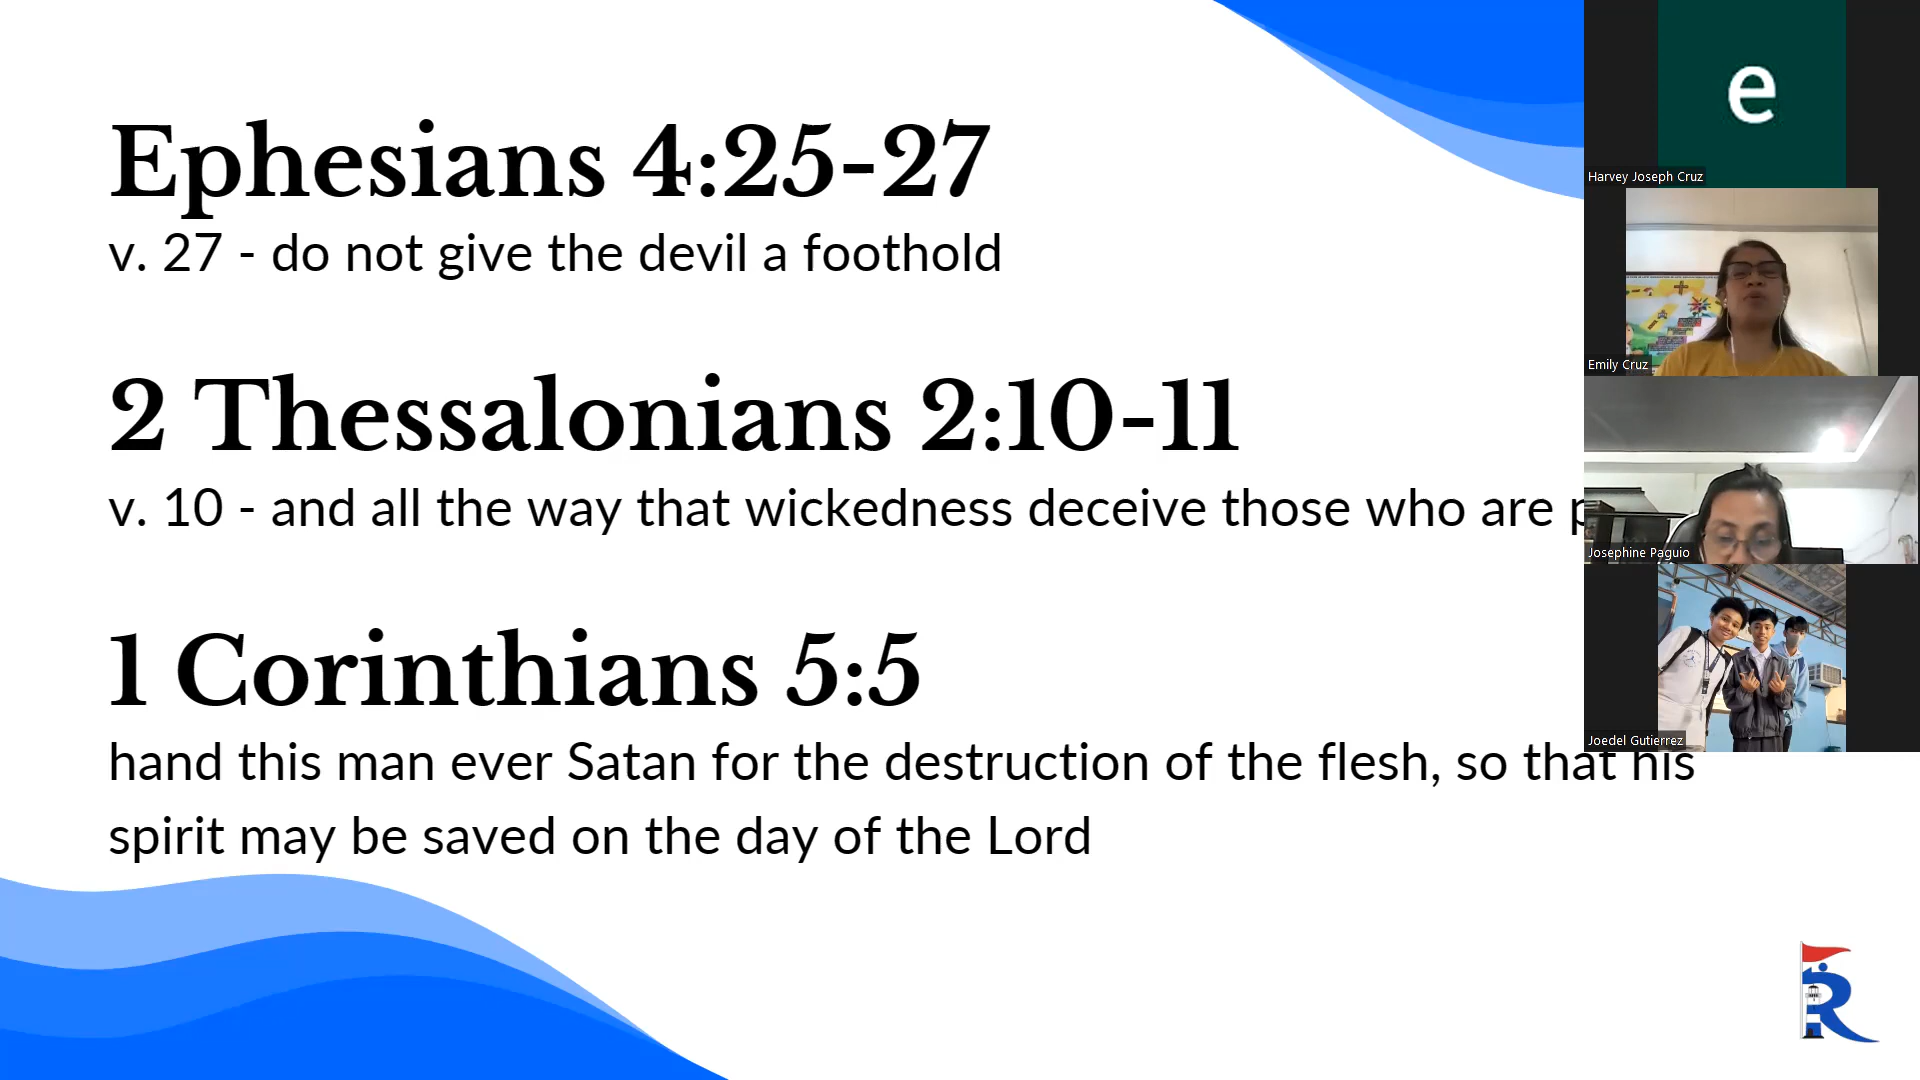 Ephesians 4:25-27
v. 27 - do not give the devil a foothold
2 Thessalonians 2:10-11
v. 10 - and all the way that wickedness deceive those who are
1 Corinthians 5:5
hand this man ever Satan for the destruction of the flesh, so that his
spirit may be saved on the day of the Lord
e
Harvey Joseph Cruz
Emily Cruz
Josephine Paguio
Joedel Gutierrez
R